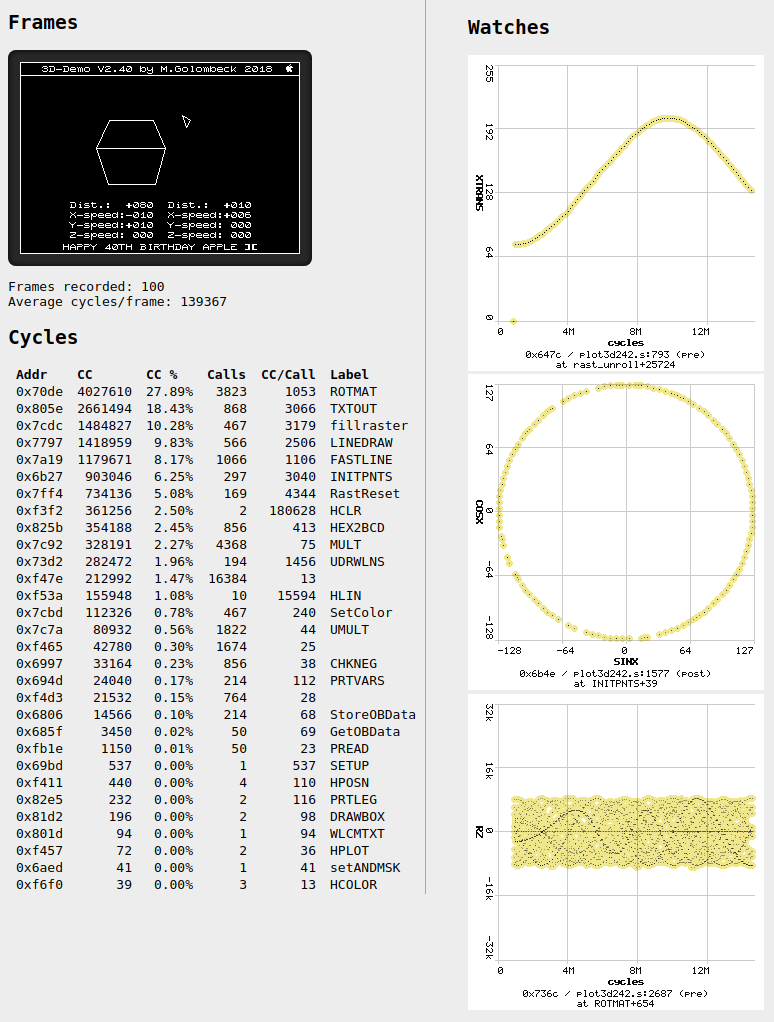 Frames
3D-Demo V2.40 by M.Golombeck 2018
Dist.: +080 Dist.: +010
X-speed:-010 X-speed:+006
Y-speed:+010 Y-speed: 000
Z-speed: 000 Z-speed: 000
HAPPY 40TH BIRTHDAY APPLE ][
Frames recorded: 100
Average cycles/frame: 139367
Cycles
Addr CC CC % Calls CC/Call Label
0x70de 4027610 27.89% 3823 1053 ROTMAT
0x805e 2661494 18.43% 868 3066 TXTOUT
0x7cdc 1484827 10.28% 467 3179 fillraster
0x7797 1418959 9.83% 566 2506 LINEDRAW
0x7a19 1179671 8.17% 1066 1106 FASTLINE
0x6b27 903046 6.25% 297 3040 INITPNTS
0x7ff4 734136 5.08% 169 4344 RastReset
0xf3f2 361256 2.50% 2 180628 HCLR
0x825b 354188 2.45% 856 413 HEX2BCD
0x7c92 328191 2.27% 4368 75 MULT
0x73d2 282472 1.96% 194 1456 UDRWLNS
0xf47e 212992 1.47% 16384 13
0xf53a 155948 1.08% 10 15594 HLIN
0x7cbd 112326 0.78% 467 240 SetColor
0x7c7a 80932 0.56% 1822 44 UMULT
0xf465 42780 0.30% 1674 25
0x6997 33164 0.23% 856 38 CHKNEG
0x694d 24040 0.17% 214 112 PRTVARS
0xf4d3 21532 0.15% 764 28
0x6806 14566 0.10% 214 68 StoreOBData
0x685f 3450 0.02% 50 69 GetOBData
0xfb1e 1150 0.01% 50 23 PREAD
0x69bd 537 0.00% 1 537 SETUP
0xf411 440 0.00% 4 110 HPOSN
0x82e5 232 0.00% 2 116 PRTLEG
0x81d2 196 0.00% 2 98 DRAWBOX
0x801d 94 0.00% 1 94 WLCMTXT
0xf457 72 0.00% 2 36 HPLOT
0x6aed 41 0.00% 1 41 setANDMSK
0xf6f0 39 0.00% 3 13 HCOLOR
Watches
255
192
128
64
0
XTRANS
0 4M 8M 12M
cycles
0x647c / plot3d242.s:793 (pre)
at rast_unroll+25724
127
64
0
-64
-128
COSX
-128 -64 0 64 127
SINX
0x6b4e / plot3d242.s:1577 (post)
at INITPNTS+39
32k
16k
0
-16k
-32k
RZ
0 4M 8M 12M
cycles
0x736c / plot3d242.s:2687 (pre)
at ROTMAT+654